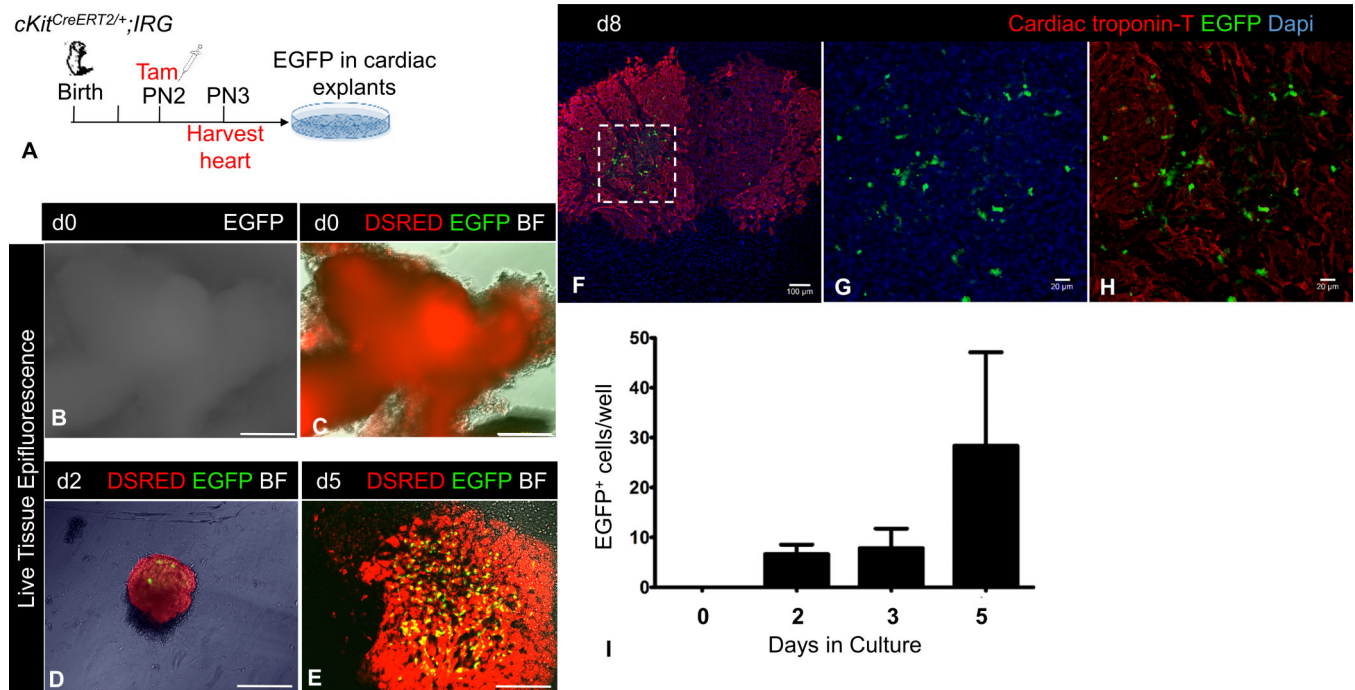 cKit^CreERT2/+;IRG
Birth
Tam
PN2
PN3
Harvest
heart
EGFP in cardiac
explants
A
Live Tissue Epifluorescence
d0 EGFP
B
d0 DSRED EGFP BF
C
d2 DSRED EGFP BF
D
d5 DSRED EGFP BF
E
d8 Cardiac troponin-T EGFP Dapi
F
100 µm
G
20 µm
H
20 µm
EGFP⁺ cells/well
50
40
30
20
10
0
0 2 3 5
Days in Culture
I